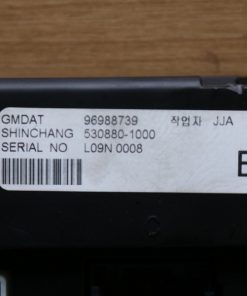 GMDAT 96988739 작업자 JJA
SHINCHANG 530880-1000
SERIAL NO L09N 0008